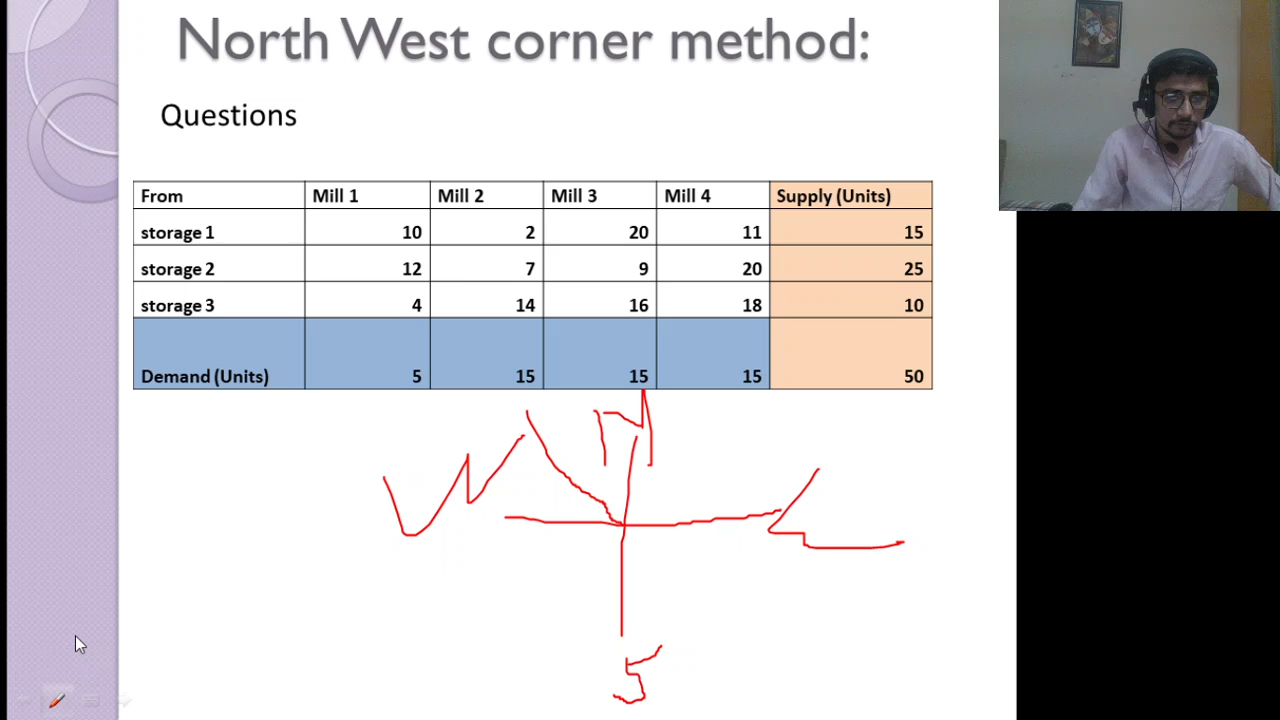 North West corner method:
Questions
From Mill 1 Mill 2 Mill 3 Mill 4 Supply (Units)
storage 1 10 2 20 11 15
storage 2 12 7 9 20 25
storage 3 4 14 16 18 10
Demand (Units) 5 15 15 15 50
N
W
S